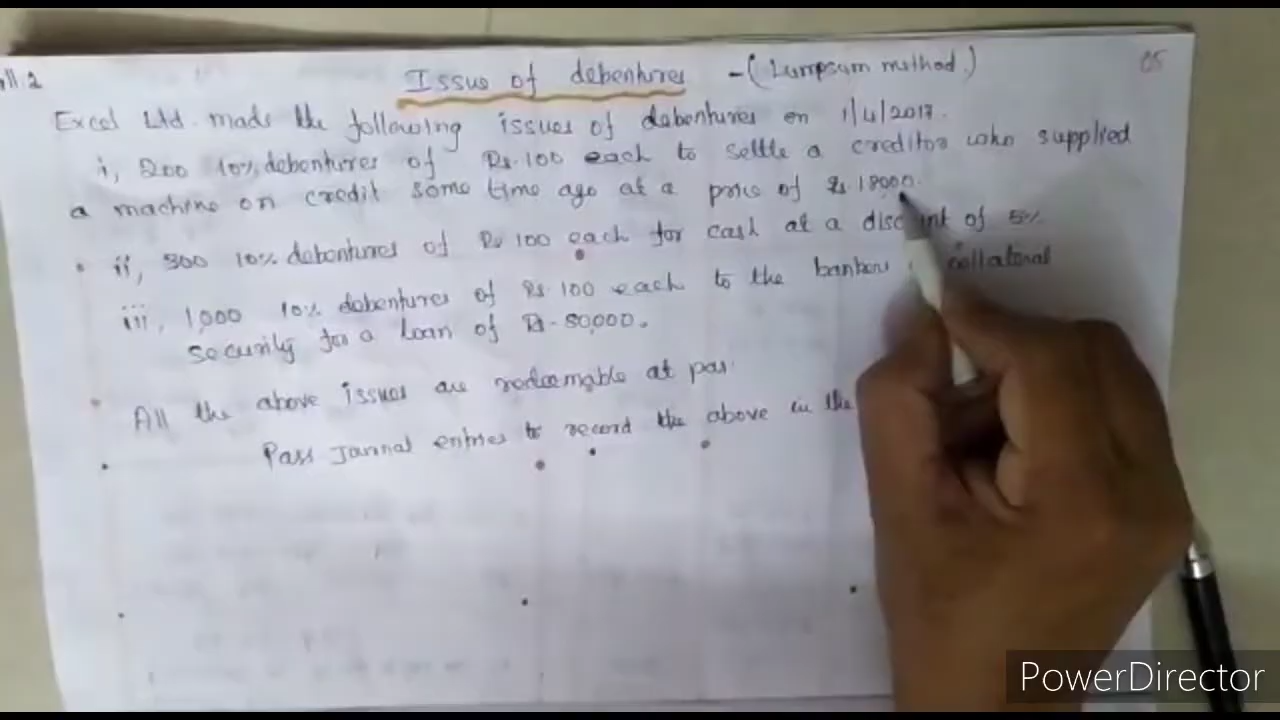 Ill: 2
Issue of debentures - (Lumpsum method.)
05
Excel Ltd. made the following issues of debentures on 1/4/2017.
i, 200 10% debentures of Rs.100 each to settle a creditor who supplied
a machine on credit some time ago at a price of Rs.18000.
ii, 300 10% debentures of Rs 100 each for cash at a discount of 5%
iii, 1,000 10% debentures of Rs.100 each to the bankers collateral
security for a loan of Rs-50,000.
All the above issues are redeemable at par.
Pass Journal entries to record the above in the
PowerDirector